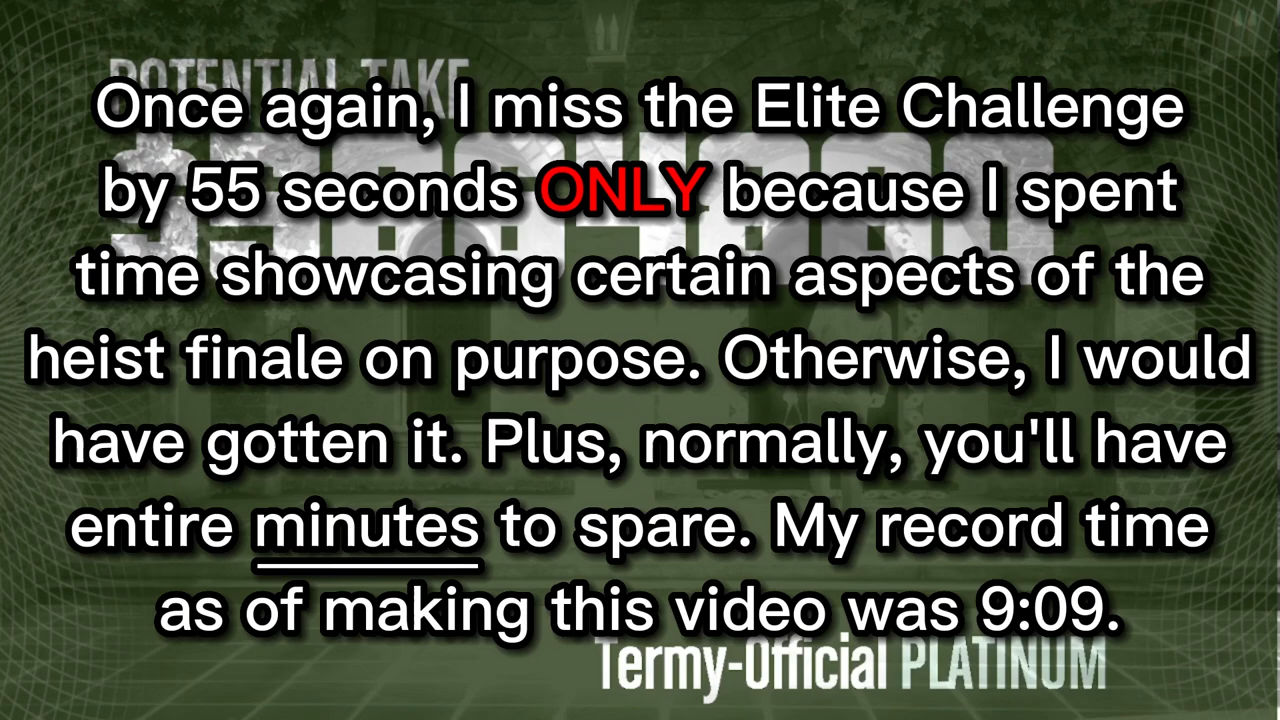 POTENTIAL TAKE
Once again, I miss the Elite Challenge
by 55 seconds ONLY because I spent
time showcasing certain aspects of the
heist finale on purpose. Otherwise, I would
have gotten it. Plus, normally, you'll have
entire minutes to spare. My record time
as of making this video was 9:09.
Termy-Official PLATINUM